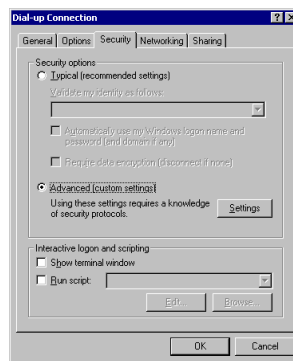 Dial-up Connection
General Options Security Networking Sharing
Security options
Typical (recommended settings)
Validate my identity as follows:
Automatically use my Windows logon name and
password (and domain if any)
Require data encryption (disconnect if none)
Advanced (custom settings)
Using these settings requires a knowledge
of security protocols.
Settings
Interactive logon and scripting
Show terminal window
Run script:
Edit... Browse...
OK Cancel